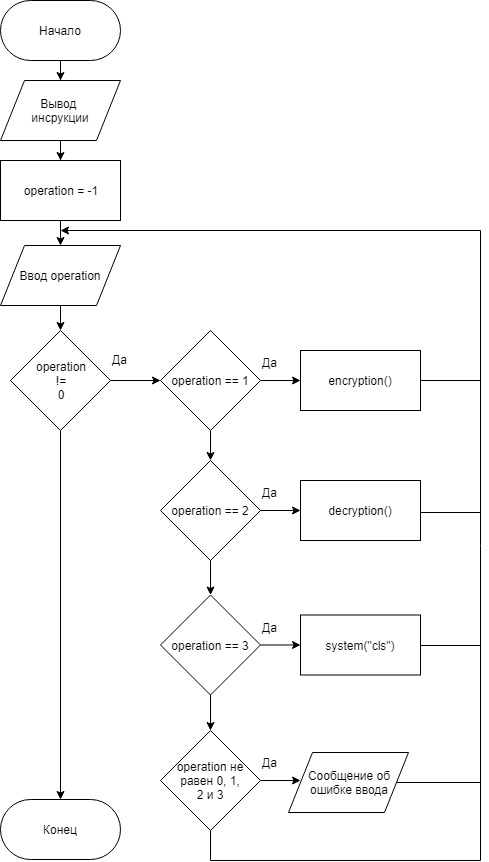 Начало
Вывод
инсрукции
operation = -1
Ввод operation
operation
!=
0
Да
operation == 1
Да
encryption()
operation == 2
Да
decryption()
operation == 3
Да
system("cls")
operation не
равен 0, 1,
2 и 3
Да
Сообщение об
ошибке ввода
Конец